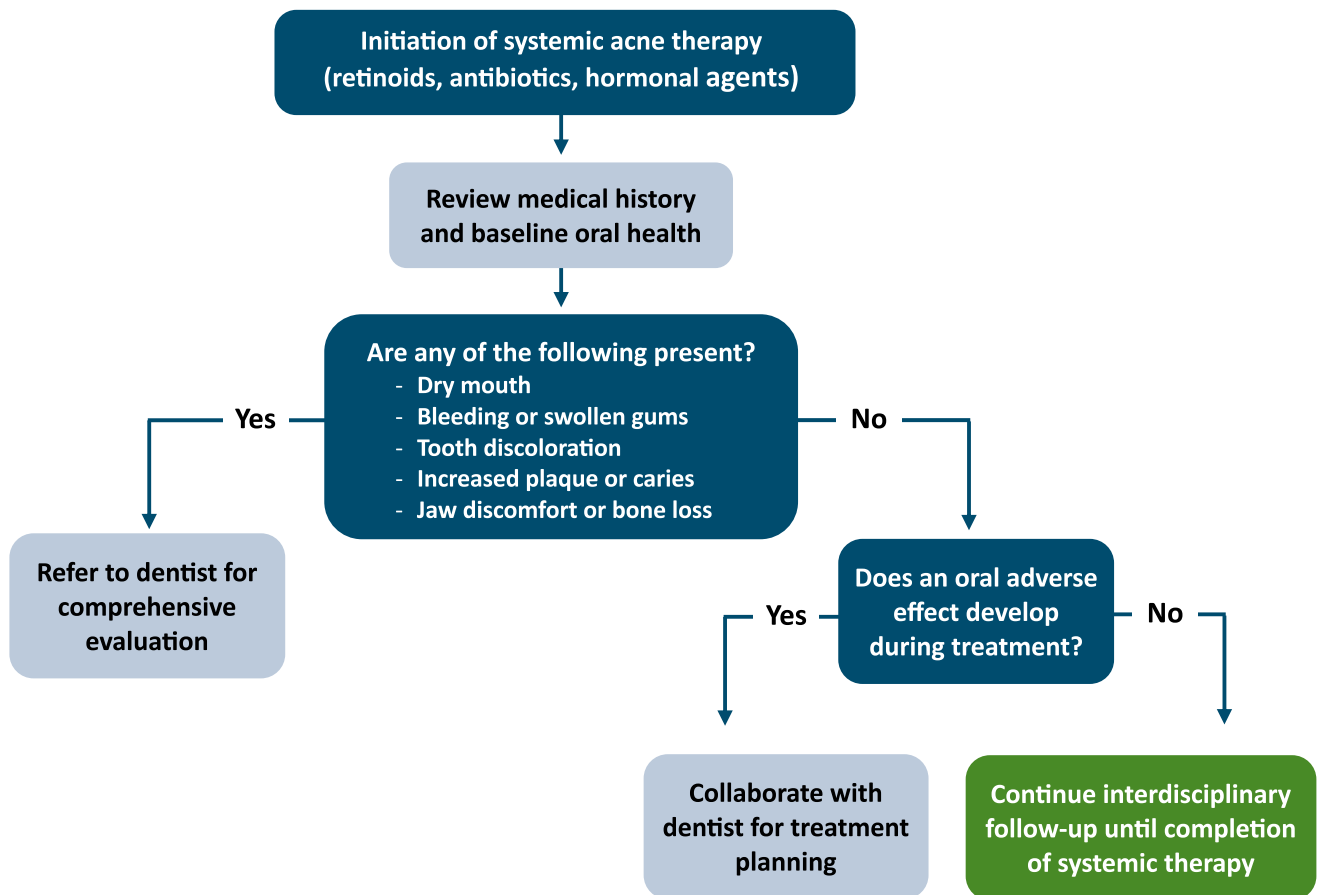 Initiation of systemic acne therapy
(retinoids, antibiotics, hormonal agents)
Review medical history
and baseline oral health
Are any of the following present?
- Dry mouth
- Bleeding or swollen gums
- Tooth discoloration
- Increased plaque or caries
- Jaw discomfort or bone loss
Yes
No
Refer to dentist for
comprehensive
evaluation
Does an oral adverse
effect develop
during treatment?
Yes
No
Collaborate with
dentist for treatment
planning
Continue interdisciplinary
follow-up until completion
of systemic therapy